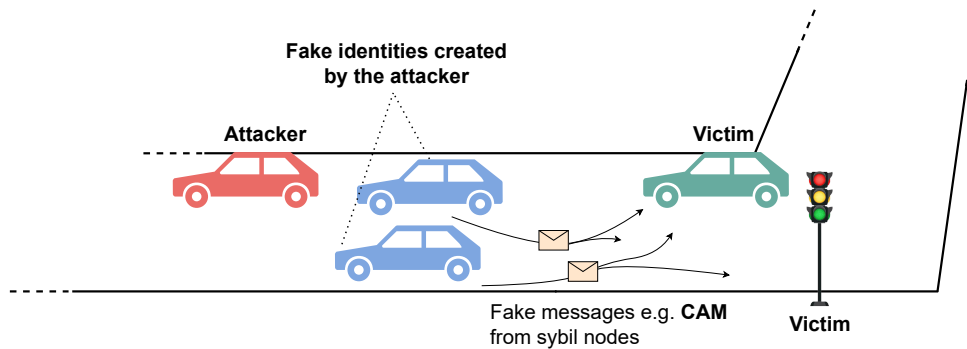 Fake identities created
by the attacker
Attacker
Victim
Fake messages e.g. CAM
from sybil nodes
Victim